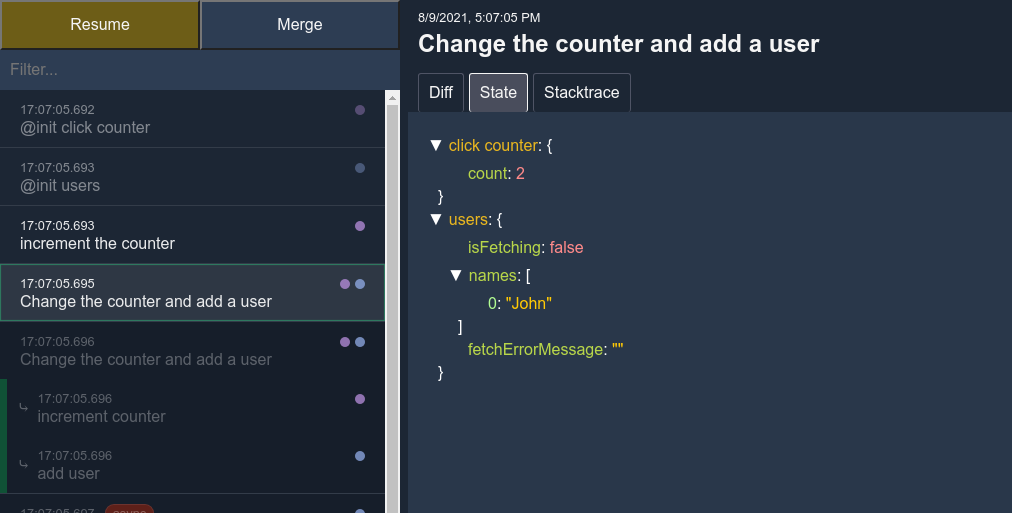 Resume
Merge
Filter...
17:07:05.692
@init click counter
17:07:05.693
@init users
17:07:05.693
increment the counter
17:07:05.695
Change the counter and add a user
17:07:05.696
Change the counter and add a user
17:07:05.696
increment counter
17:07:05.696
add user
8/9/2021, 5:07:05 PM
Change the counter and add a user
Diff
State
Stacktrace
▼ click counter: {
count: 2
}
▼ users: {
isFetching: false
▼ names: [
0: "John"
]
fetchErrorMessage: ""
}